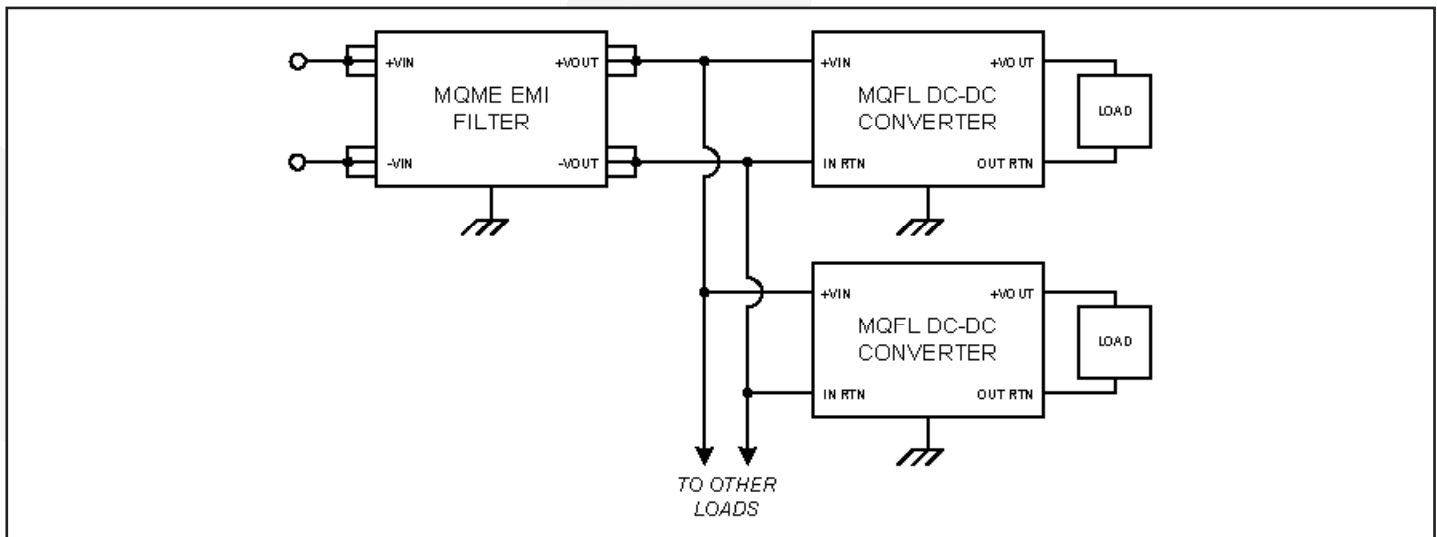 +VIN
+VOUT
MQME EMI
FILTER
-VIN
-VOUT
+VIN
+VOUT
MQFL DC-DC
CONVERTER
IN RTN
OUT RTN
LOAD
+VIN
+VOUT
MQFL DC-DC
CONVERTER
IN RTN
OUT RTN
LOAD
TO OTHER
LOADS